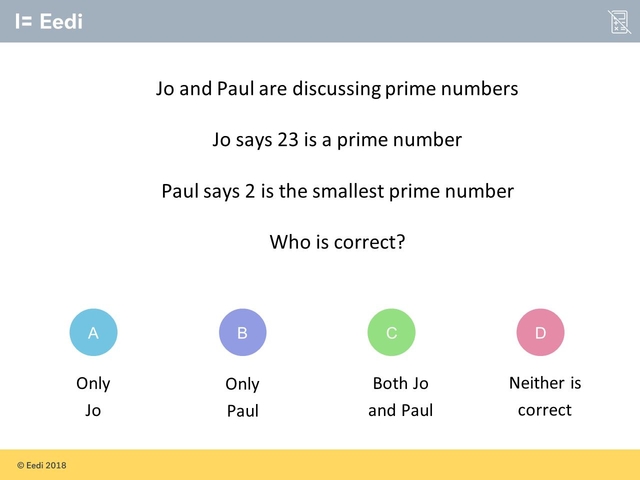 Eedi
Jo and Paul are discussing prime numbers
Jo says 23 is a prime number
Paul says 2 is the smallest prime number
Who is correct?
A
B
C
D
Only
Jo
Only
Paul
Both Jo
and Paul
Neither is
correct
© Eedi 2018